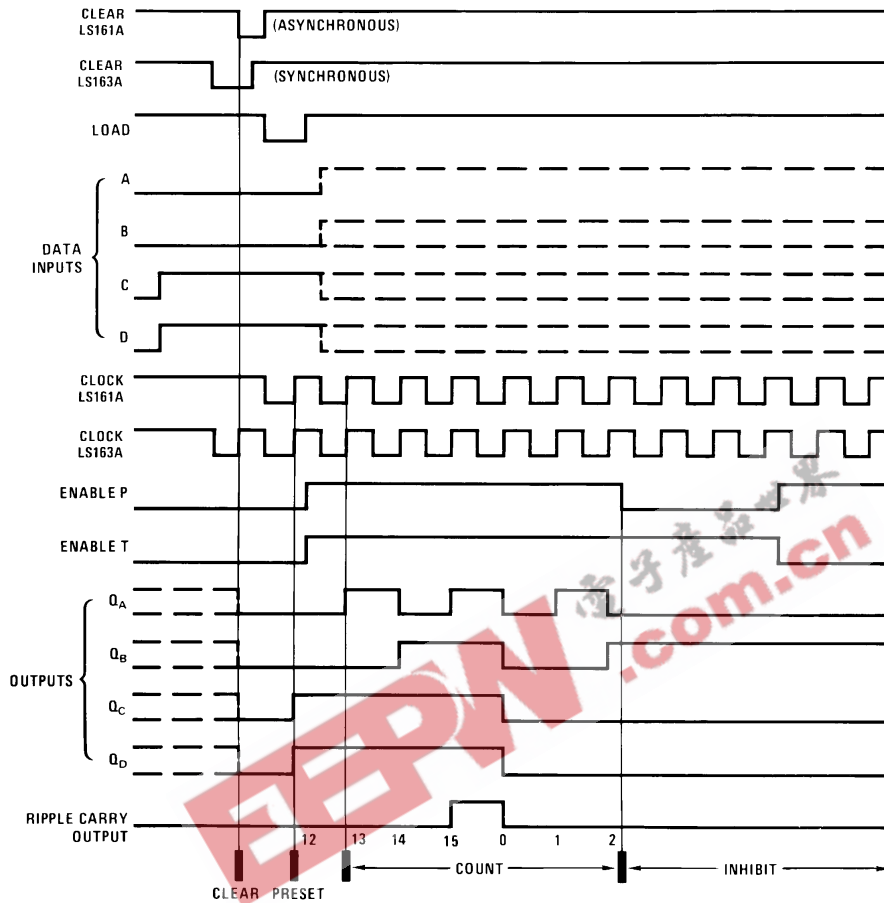 CLEAR
LS161A
(ASYNCHRONOUS)
CLEAR
LS163A
(SYNCHRONOUS)
LOAD
A
B
DATA
INPUTS
C
D
CLOCK
LS161A
CLOCK
LS163A
ENABLE P
ENABLE T
QA
QB
OUTPUTS
QC
QD
RIPPLE CARRY
OUTPUT
12 13 14 15 0 1 2
COUNT
INHIBIT
CLEAR PRESET
EEPW
.com.cn
电子產品世界